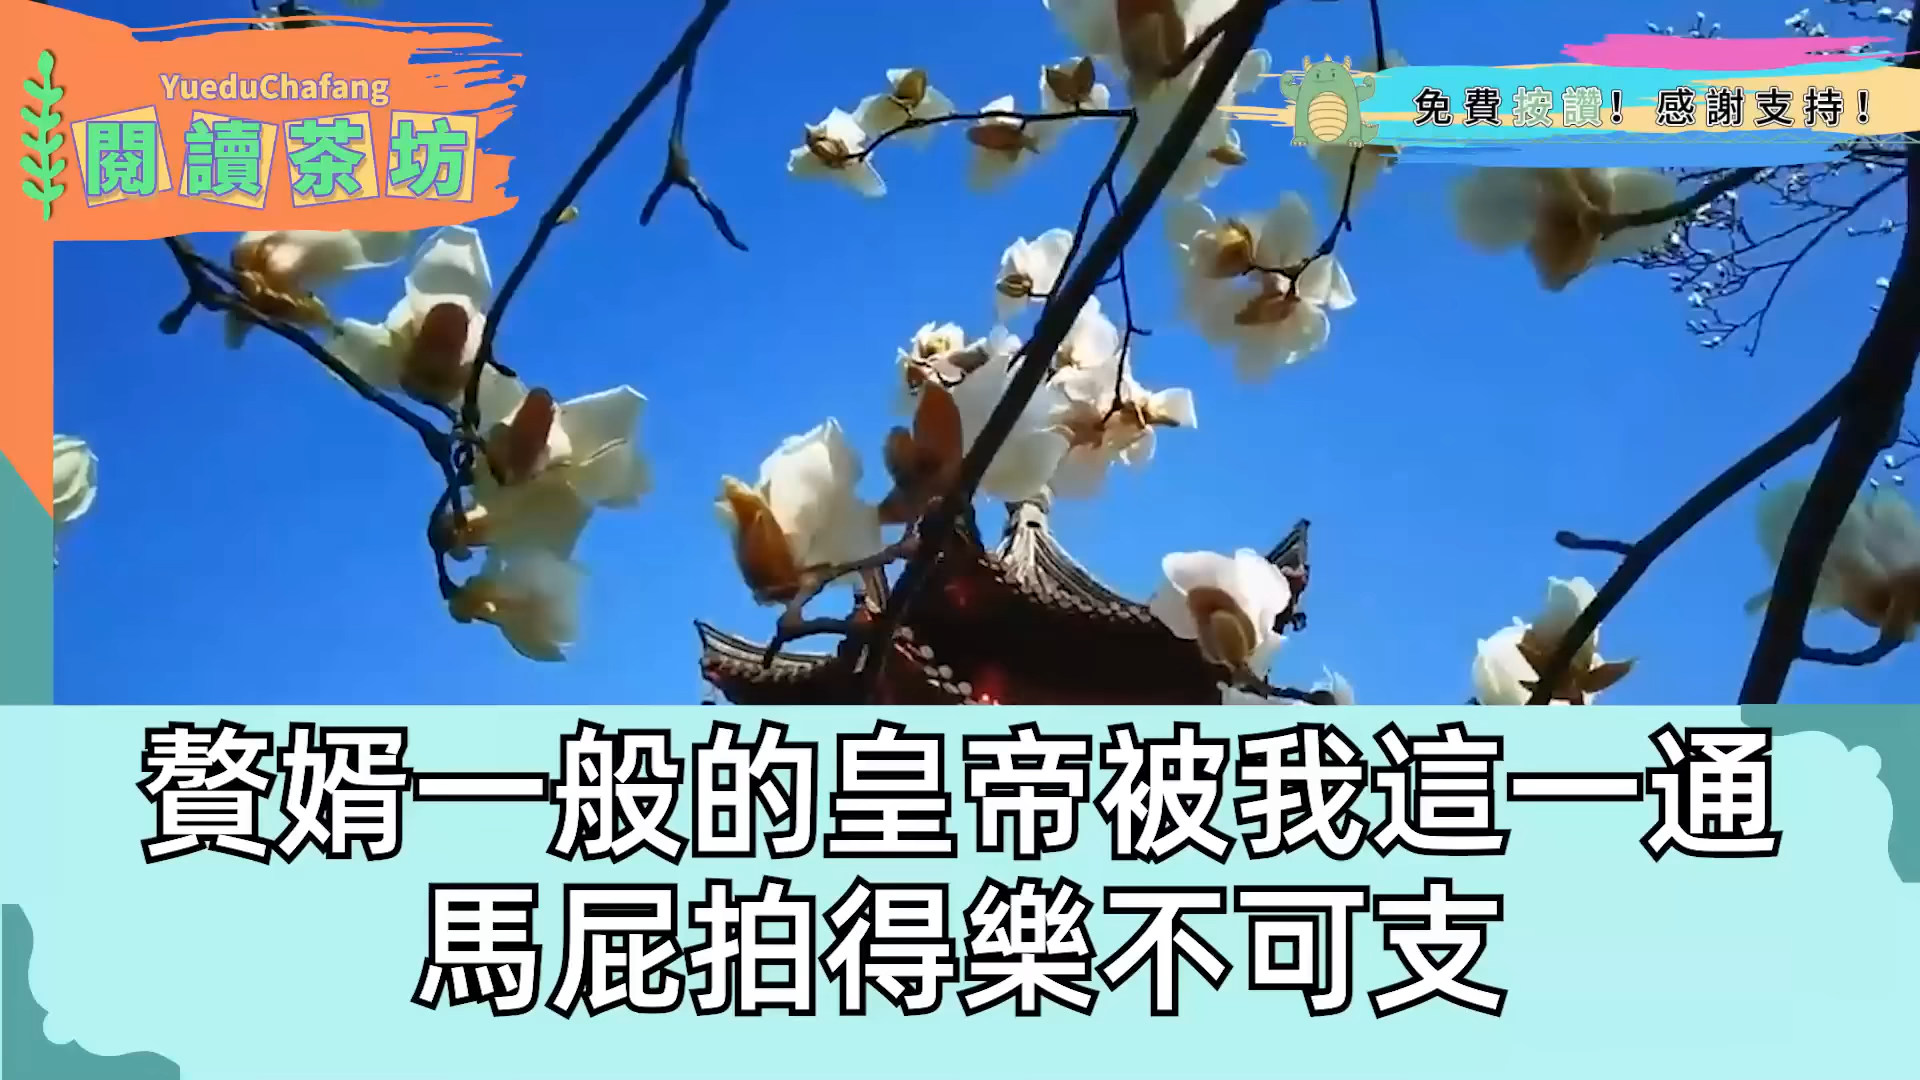 YueduChafang
閱讀茶坊
免費按讚！感謝支持！
贅婿一般的皇帝被我這一通
馬屁拍得樂不可支